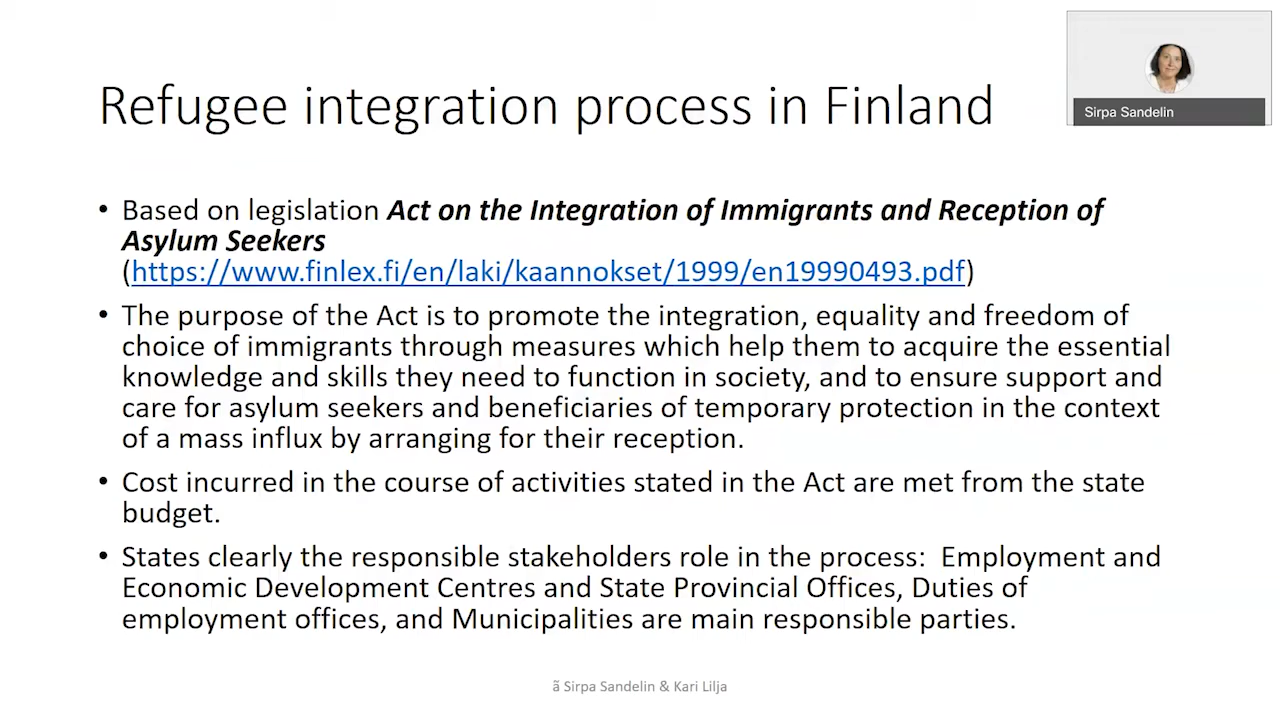 Refugee integration process in Finland
Sirpa Sandelin
• Based on legislation Act on the Integration of Immigrants and Reception of
Asylum Seekers
(https://www.finlex.fi/en/laki/kaannokset/1999/en19990493.pdf)
• The purpose of the Act is to promote the integration, equality and freedom of
choice of immigrants through measures which help them to acquire the essential
knowledge and skills they need to function in society, and to ensure support and
care for asylum seekers and beneficiaries of temporary protection in the context
of a mass influx by arranging for their reception.
• Cost incurred in the course of activities stated in the Act are met from the state
budget.
• States clearly the responsible stakeholders role in the process:  Employment and
Economic Development Centres and State Provincial Offices, Duties of
employment offices, and Municipalities are main responsible parties.
ã Sirpa Sandelin & Kari Lilja